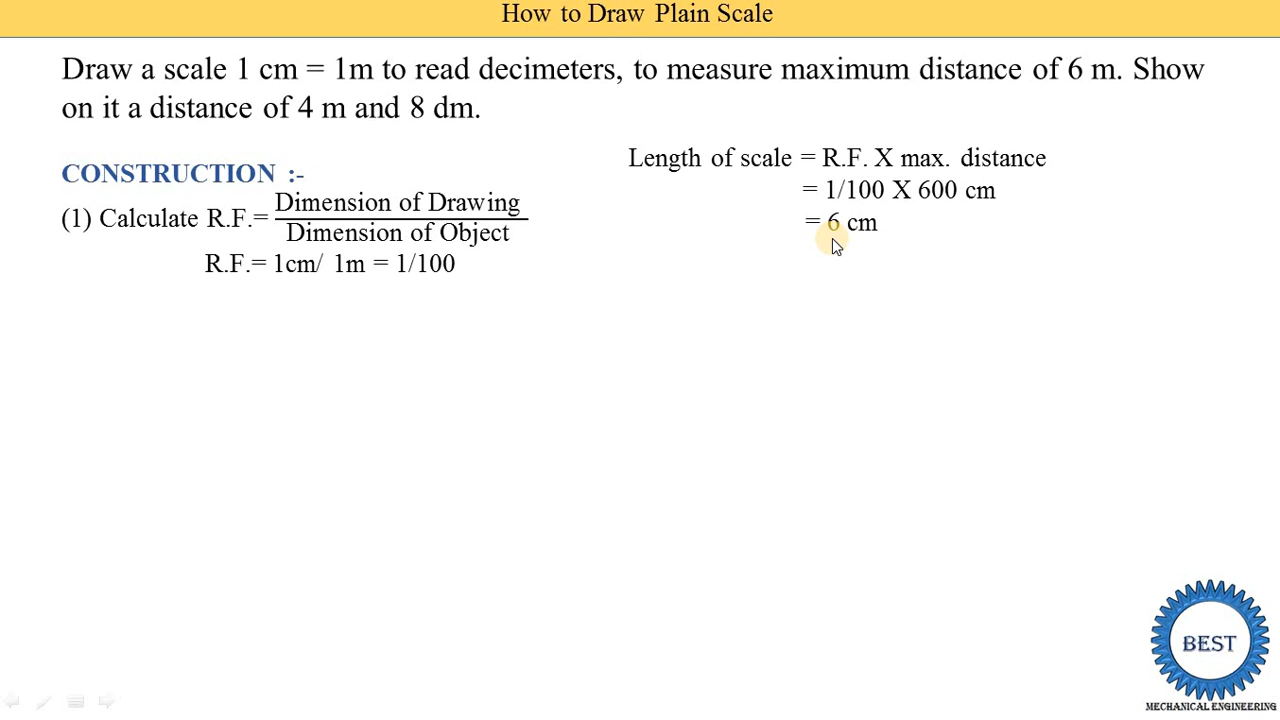 How to Draw Plain Scale
Draw a scale 1 cm = 1m to read decimeters, to measure maximum distance of 6 m. Show
on it a distance of 4 m and 8 dm.
CONSTRUCTION :-
(1) Calculate R.F.= Dimension of Drawing
Dimension of Object
R.F.= 1cm/ 1m = 1/100
Length of scale = R.F. X max. distance
= 1/100 X 600 cm
= 6 cm
BEST
MECHANICAL ENGINEERING